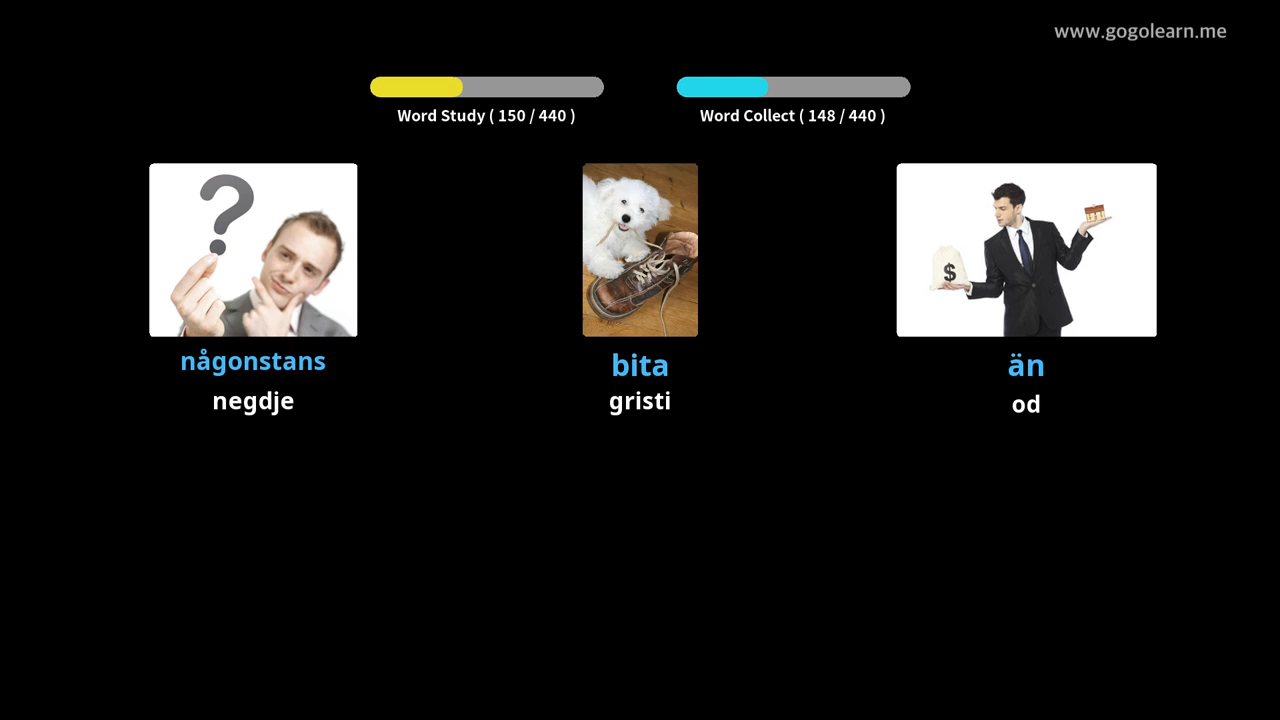 www.gogolearn.me
Word Study ( 150 / 440 )
Word Collect ( 148 / 440 )
$
någonstans
bita
än
negdje
gristi
od